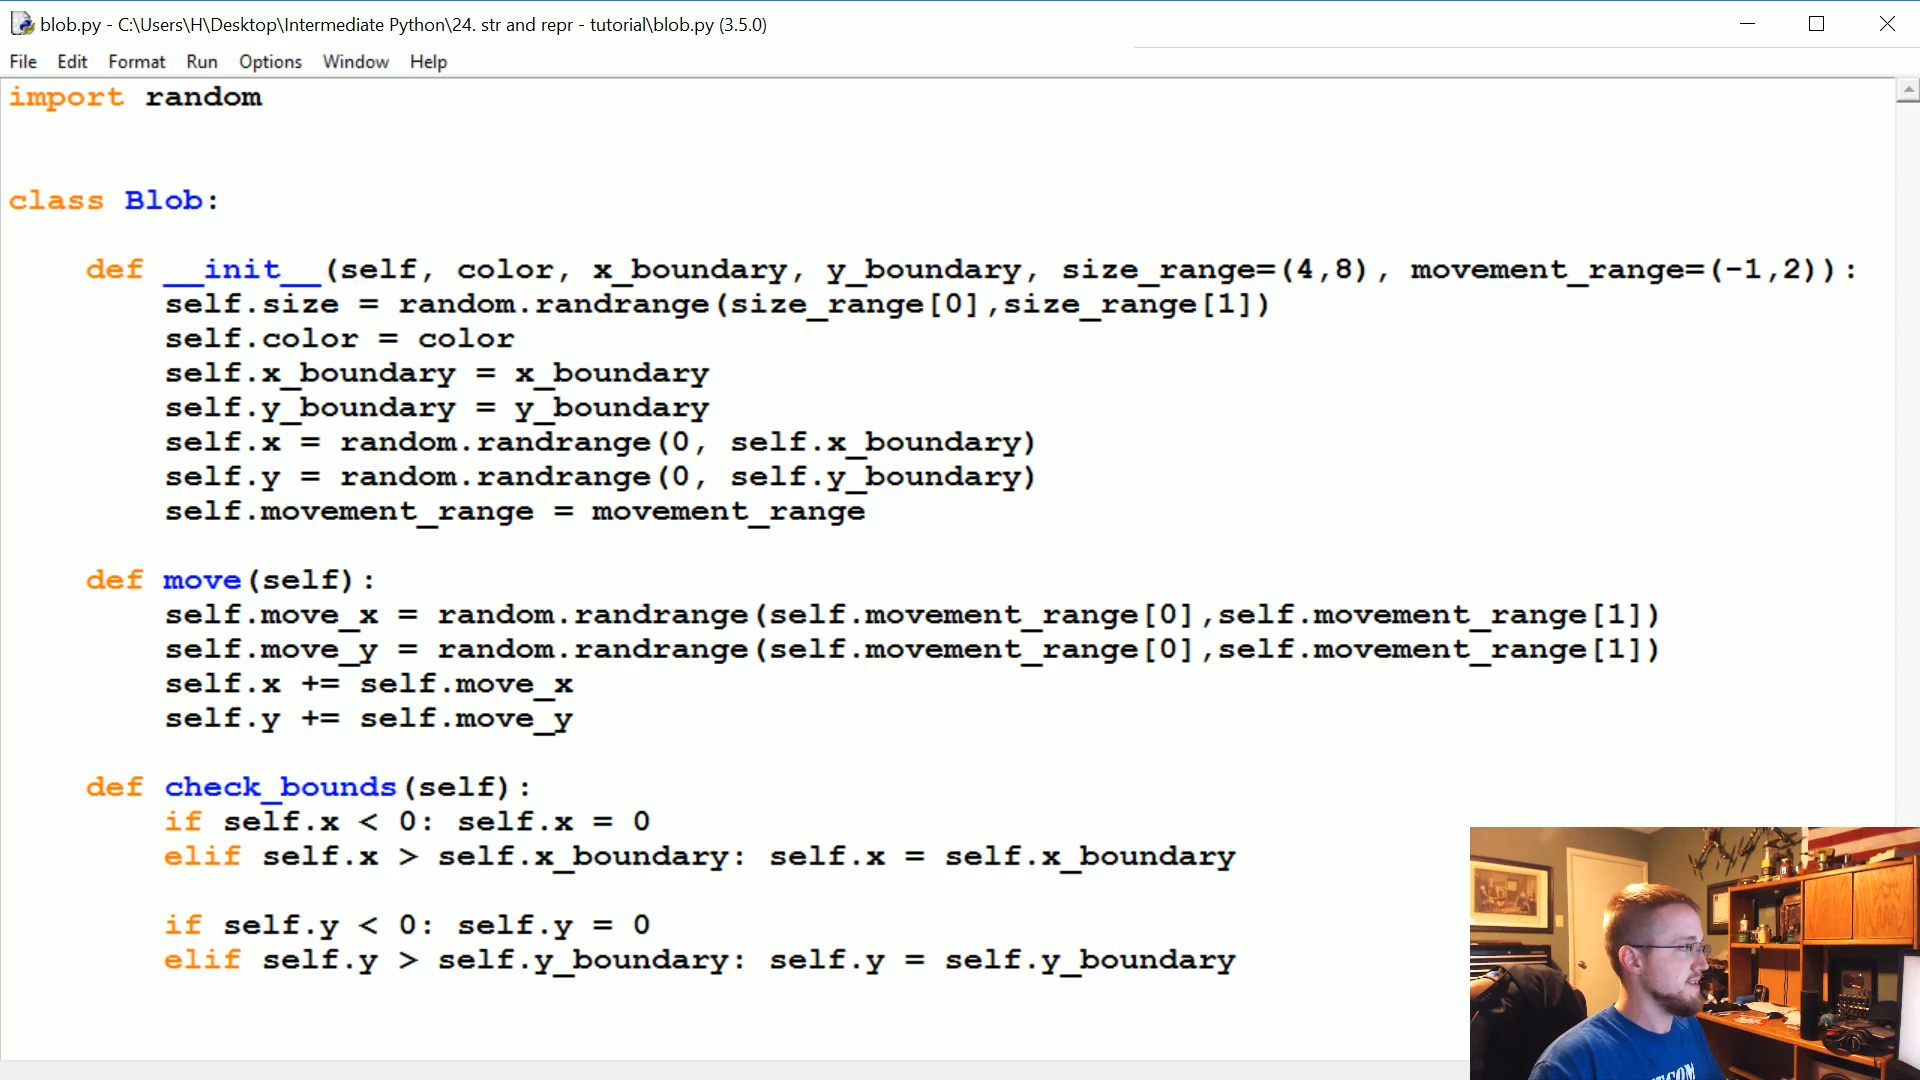 blob.py - C:\Users\H\Desktop\Intermediate Python\24. str and repr - tutorial\blob.py (3.5.0)
File Edit Format Run Options Window Help
import random
class Blob:
def __init__(self, color, x_boundary, y_boundary, size_range=(4,8), movement_range=(-1,2)):
self.size = random.randrange(size_range[0],size_range[1])
self.color = color
self.x_boundary = x_boundary
self.y_boundary = y_boundary
self.x = random.randrange(0, self.x_boundary)
self.y = random.randrange(0, self.y_boundary)
self.movement_range = movement_range
def move(self):
self.move_x = random.randrange(self.movement_range[0],self.movement_range[1])
self.move_y = random.randrange(self.movement_range[0],self.movement_range[1])
self.x += self.move_x
self.y += self.move_y
def check_bounds(self):
if self.x < 0: self.x = 0
elif self.x > self.x_boundary: self.x = self.x_boundary
if self.y < 0: self.y = 0
elif self.y > self.y_boundary: self.y = self.y_boundary